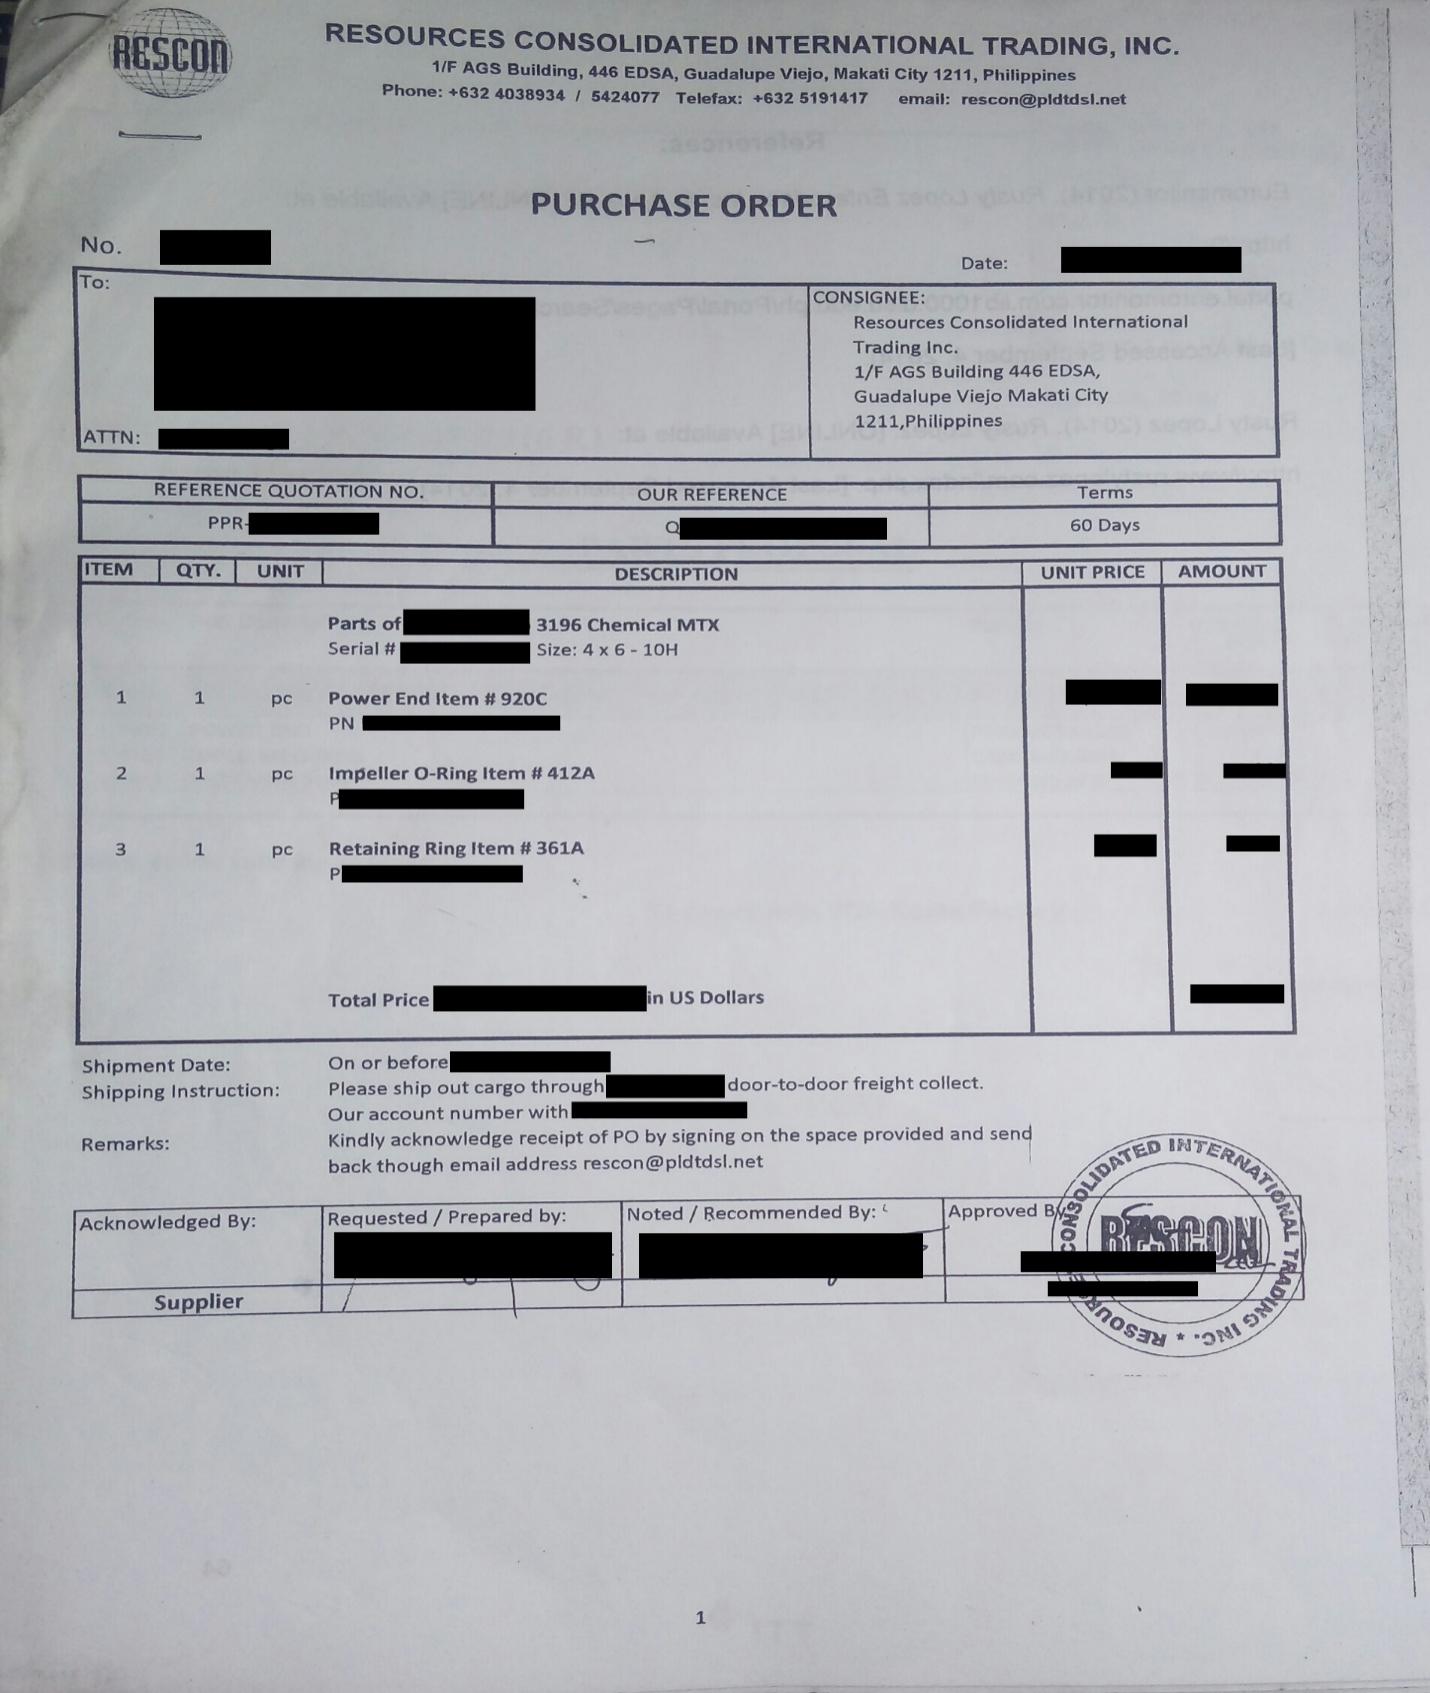 RESCON
RESOURCES CONSOLIDATED INTERNATIONAL TRADING, INC.
1/F AGS Building, 446 EDSA, Guadalupe Viejo, Makati City 1211, Philippines
Phone: +632 4038934 / 5424077 Telefax: +632 5191417 email: rescon@pldtdsl.net
PURCHASE ORDER
No.
Date:
To:
CONSIGNEE:
Resources Consolidated International
Trading Inc.
1/F AGS Building 446 EDSA,
Guadalupe Viejo Makati City
1211,Philippines
ATTN:
REFERENCE QUOTATION NO. OUR REFERENCE Terms
PPR- Q 60 Days
ITEM QTY. UNIT DESCRIPTION UNIT PRICE AMOUNT
Parts of 3196 Chemical MTX
Serial # Size: 4 x 6 - 10H
1 1 pc Power End Item # 920C
PN
2 1 pc Impeller O-Ring Item # 412A
P
3 1 pc Retaining Ring Item # 361A
P
Total Price in US Dollars
Shipment Date: On or before
Shipping Instruction: Please ship out cargo through door-to-door freight collect.
Our account number with
Remarks: Kindly acknowledge receipt of PO by signing on the space provided and send
back though email address rescon@pldtdsl.net
Acknowledged By: Requested / Prepared by: Noted / Recommended By: Approved By
Supplier
RESCON
CONSOLIDATED INTERNATIONAL TRADING INC. * RESOURCE
1